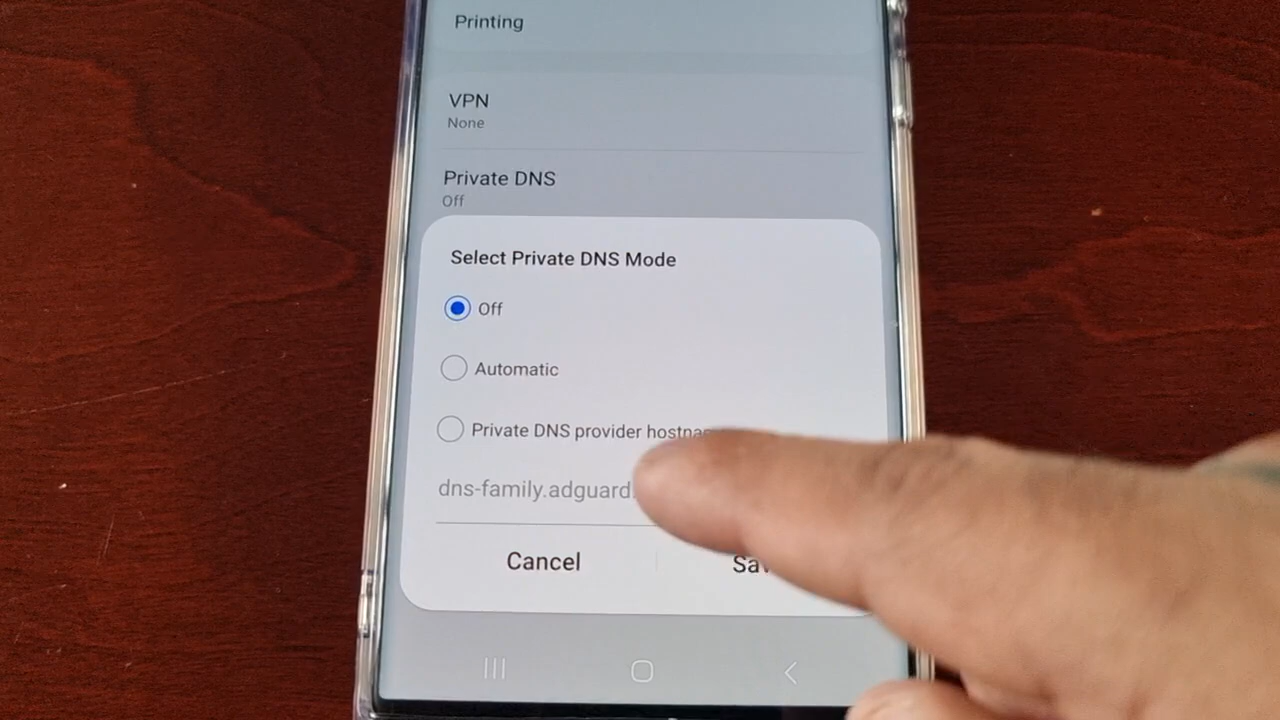 Printing
VPN
None
Private DNS
Off
Select Private DNS Mode
Off
Automatic
Private DNS provider
dns-family.adguard.
Cancel